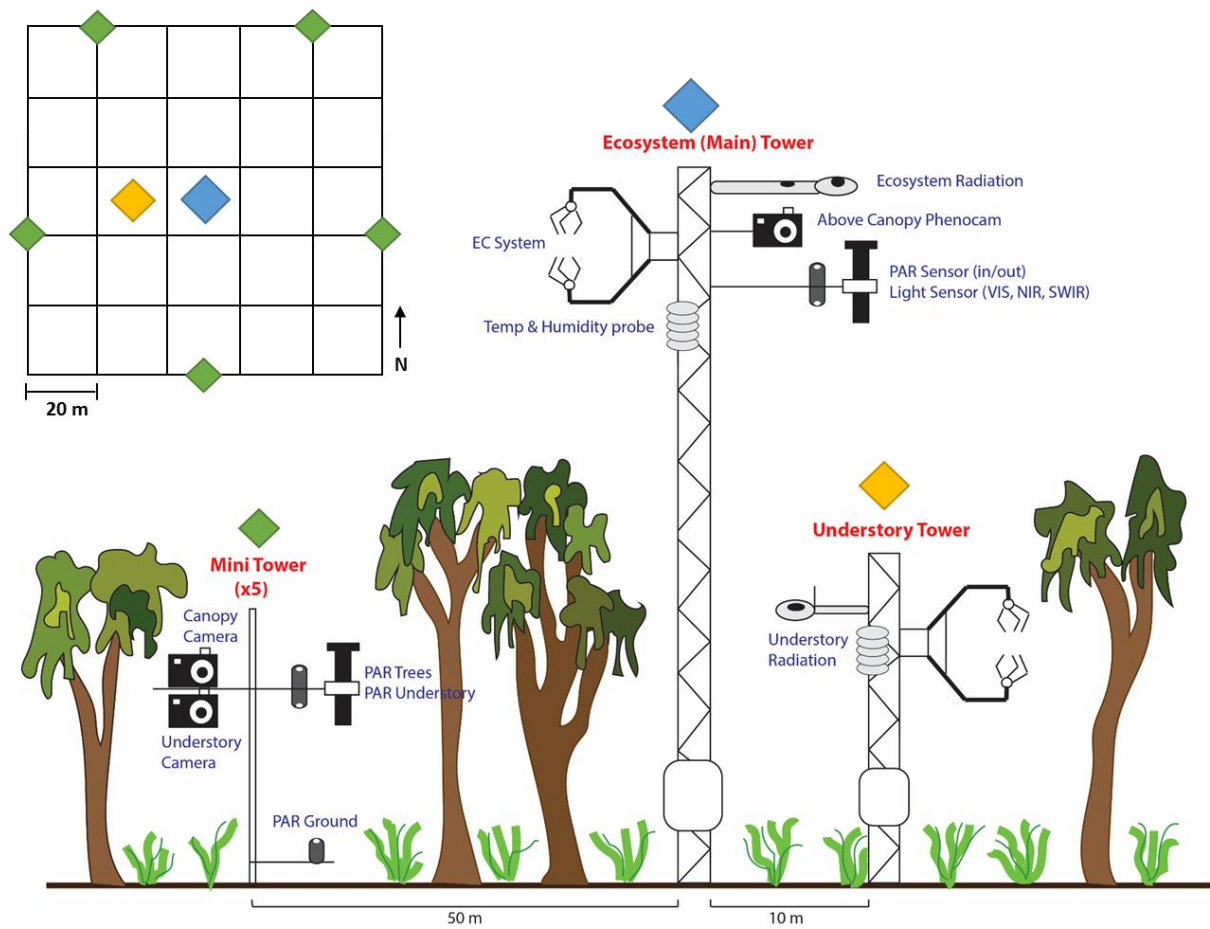 N
20 m
Ecosystem (Main) Tower
Ecosystem Radiation
Above Canopy Phenocam
EC System
PAR Sensor (in/out)
Light Sensor (VIS, NIR, SWIR)
Temp & Humidity probe
Understory Tower
Mini Tower
(x5)
Canopy
Camera
PAR Trees
PAR Understory
Understory
Radiation
Understory
Camera
PAR Ground
50 m
10 m